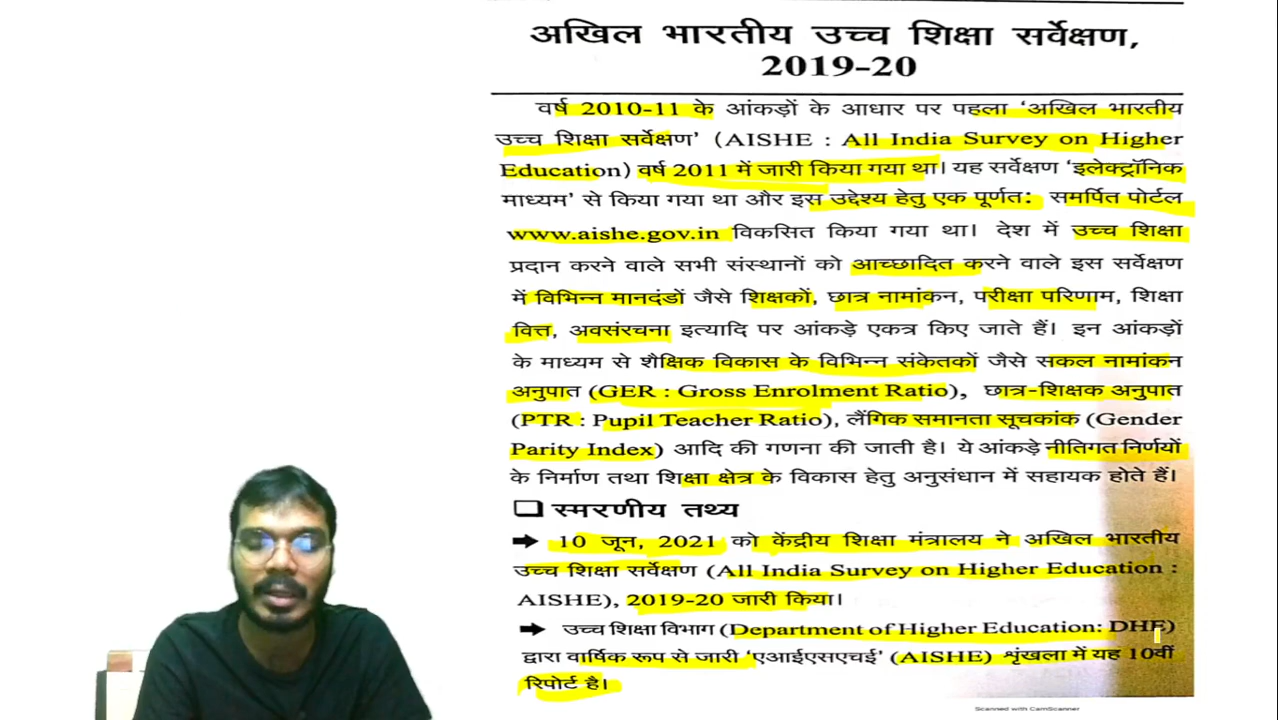 अखिल भारतीय उच्च शिक्षा सर्वेक्षण,
2019-20
वर्ष 2010-11 के आंकड़ों के आधार पर पहला ‘अखिल भारतीय
उच्च शिक्षा सर्वेक्षण’ (AISHE : All India Survey on Higher
Education) वर्ष 2011 में जारी किया गया था। यह सर्वेक्षण ‘इलेक्ट्रॉनिक
माध्यम’ से किया गया था और इस उद्देश्य हेतु एक पूर्णत: समर्पित पोर्टल
www.aishe.gov.in विकसित किया गया था। देश में उच्च शिक्षा
प्रदान करने वाले सभी संस्थानों को आच्छादित करने वाले इस सर्वेक्षण
में विभिन्न मानदंडों जैसे शिक्षकों, छात्र नामांकन, परीक्षा परिणाम, शिक्षा
वित्त, अवसंरचना इत्यादि पर आंकड़े एकत्र किए जाते हैं। इन आंकड़ों
के माध्यम से शैक्षिक विकास के विभिन्न संकेतकों जैसे सकल नामांकन
अनुपात (GER : Gross Enrolment Ratio), छात्र-शिक्षक अनुपात
(PTR : Pupil Teacher Ratio), लैंगिक समानता सूचकांक (Gender
Parity Index) आदि की गणना की जाती है। ये आंकड़े नीतिगत निर्णयों
के निर्माण तथा शिक्षा क्षेत्र के विकास हेतु अनुसंधान में सहायक होते हैं।
स्मरणीय तथ्य
10 जून, 2021 को केंद्रीय शिक्षा मंत्रालय ने अखिल भारतीय
उच्च शिक्षा सर्वेक्षण (All India Survey on Higher Education :
AISHE), 2019-20 जारी किया।
उच्च शिक्षा विभाग (Department of Higher Education: DHE)
द्वारा वार्षिक रूप से जारी ‘एआईएसएचई’ (AISHE) शृंखला में यह 10वीं
रिपोर्ट है।
Scanned with CamScanner